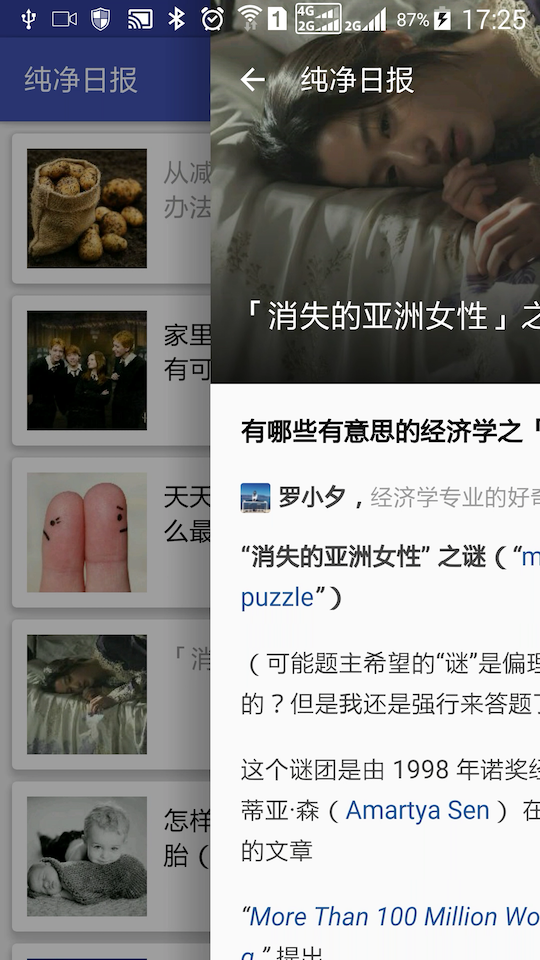 4G
2G
1
2G
87%
17:25
纯净日报
从减
办法
家里
有可
天天
么最
「消
怎样
胎（
纯净日报
「消失的亚洲女性」之
有哪些有意思的经济学之「
罗小夕，经济学专业的好奇
“消失的亚洲女性” 之谜（“m
puzzle”）
（可能题主希望的“谜”是偏理
的？但是我还是强行来答题了
这个谜团是由 1998 年诺奖经
蒂亚·森（Amartya Sen） 在
的文章
“More Than 100 Million Wo